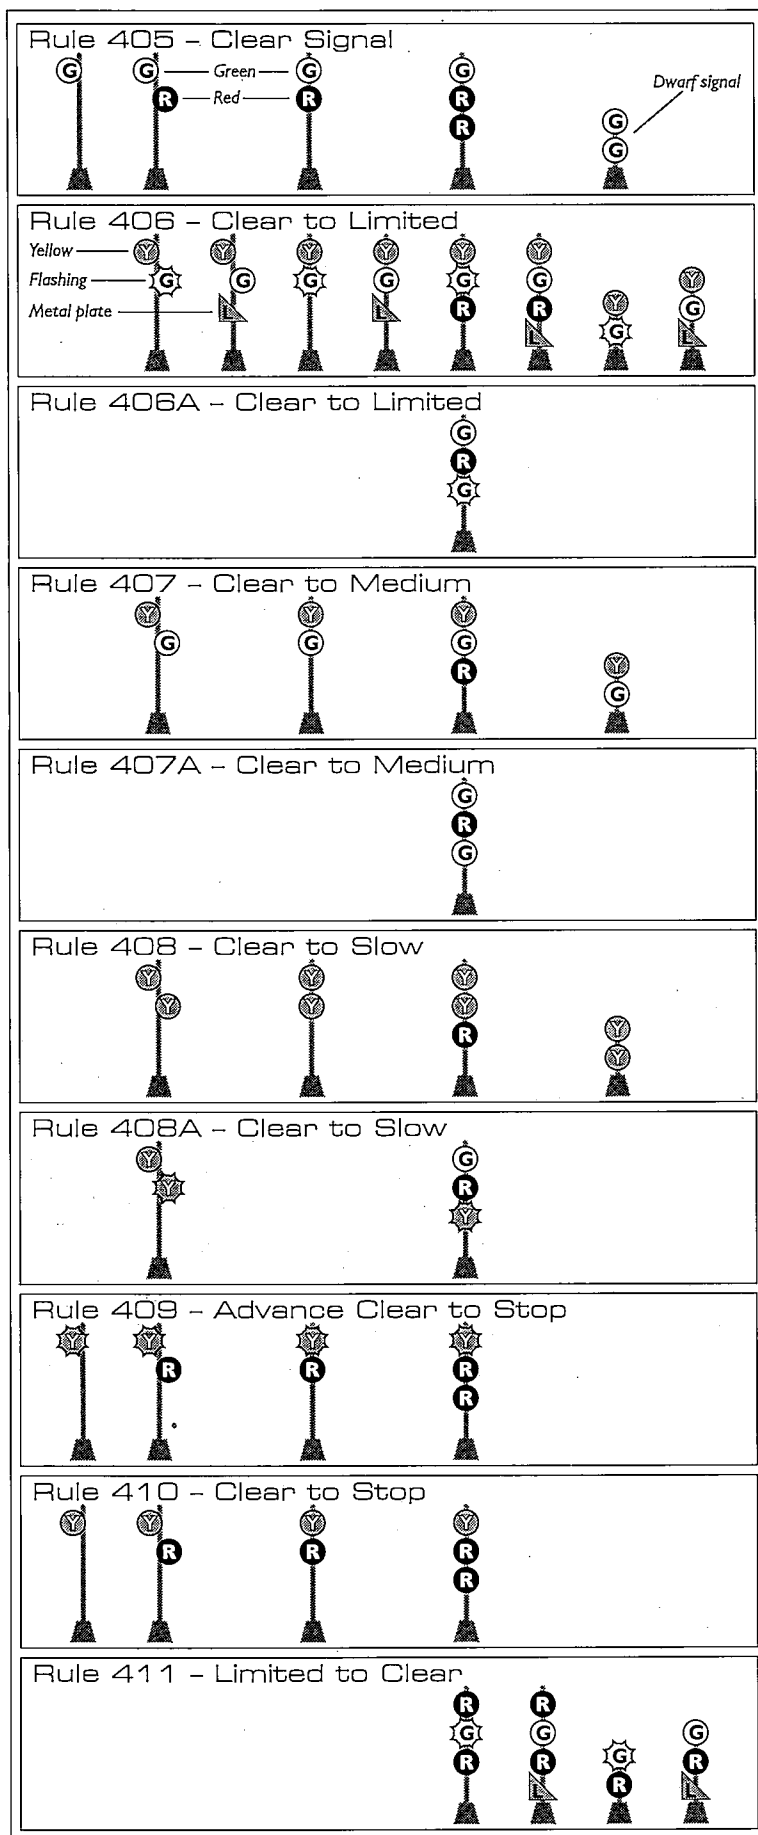 Rule 405 – Clear Signal
G G Green G G
Dwarf signal
R Red R R
R G
G
Rule 406 – Clear to Limited
Yellow Y Y Y Y Y Y
Flashing G G G G G G Y
Metal plate L L R R Y G
L G L
Rule 406A – Clear to Limited
G
R
G
Rule 407 – Clear to Medium
Y Y Y
G G G
R Y
G
Rule 407A – Clear to Medium
G
R
G
Rule 408 – Clear to Slow
Y Y Y
Y Y Y
R Y
Y
Rule 408A – Clear to Slow
Y G
Y R
Y
Rule 409 – Advance Clear to Stop
Y Y Y Y
R R R
R
Rule 410 – Clear to Stop
Y Y Y Y
R R R
R
Rule 411 – Limited to Clear
R R
G G G
R R G R
L R L